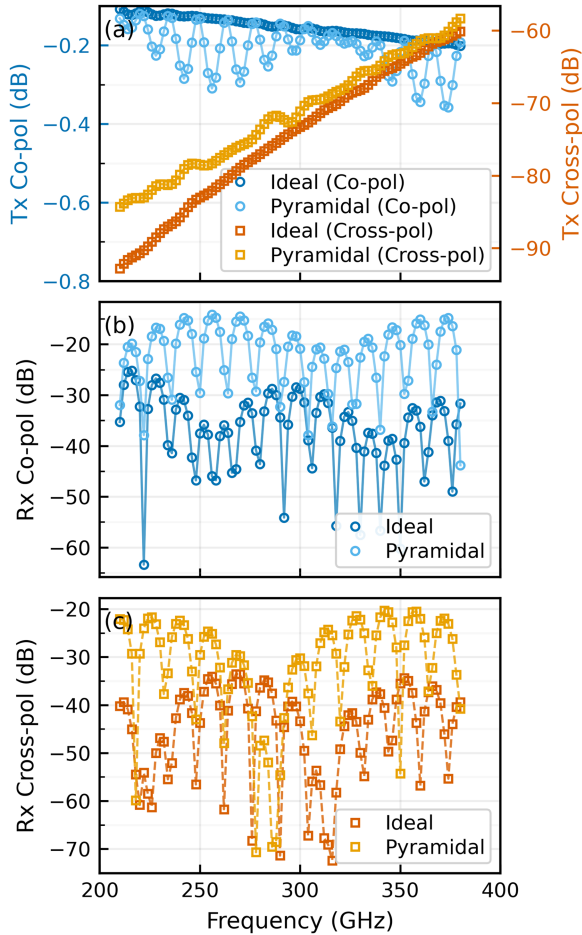 (a)
Tx Co-pol (dB)
−0.2
−0.4
−0.6
−0.8
Tx Cross-pol (dB)
−60
−70
−80
−90
Ideal (Co-pol)
Pyramidal (Co-pol)
Ideal (Cross-pol)
Pyramidal (Cross-pol)
(b)
Rx Co-pol (dB)
−20
−30
−40
−50
−60
Ideal
Pyramidal
(c)
Rx Cross-pol (dB)
−20
−30
−40
−50
−60
−70
Ideal
Pyramidal
200
250
300
350
400
Frequency (GHz)